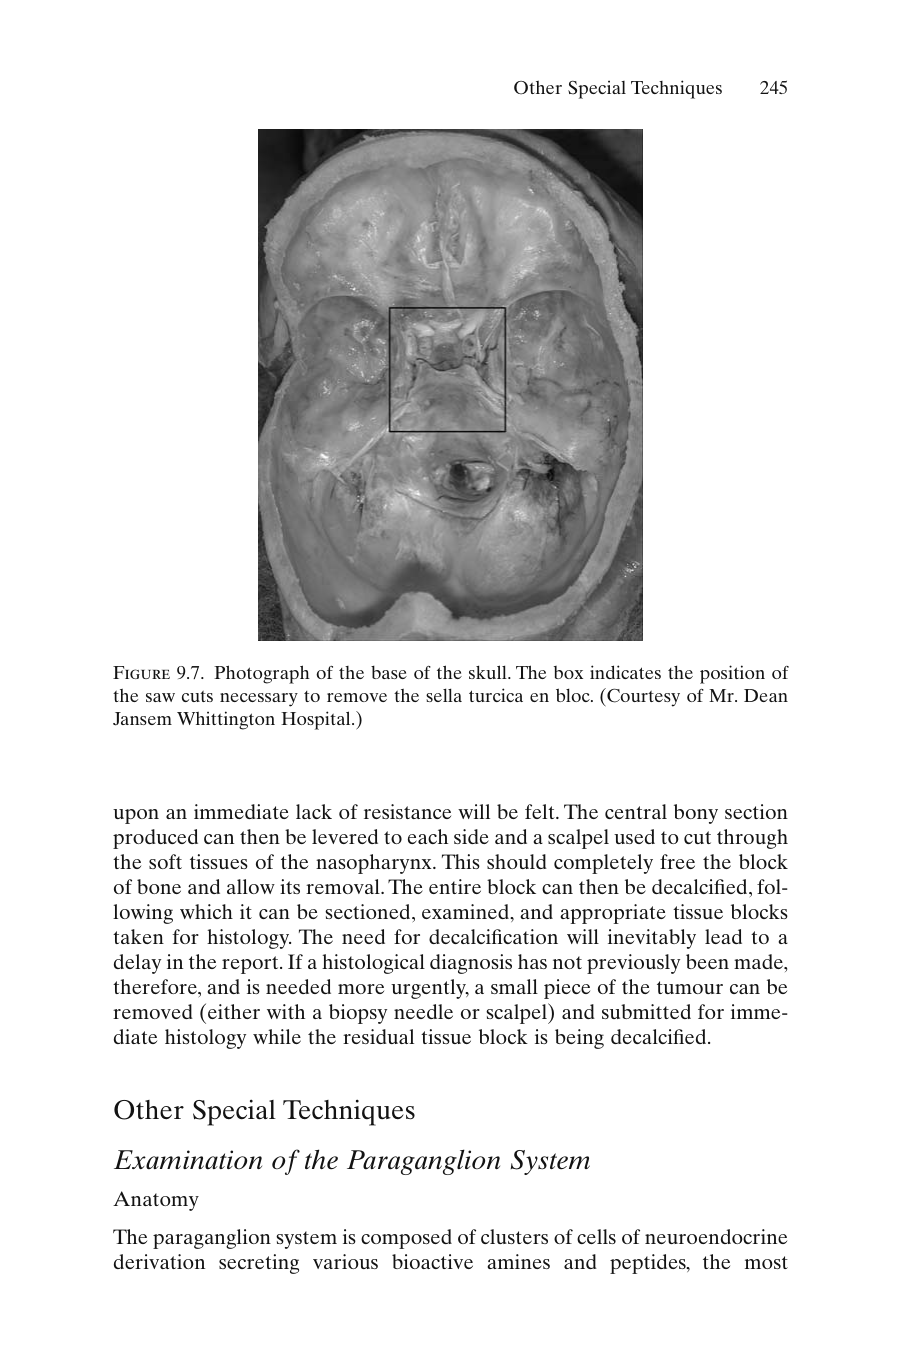 Other Special Techniques 245
FIGURE 9.7. Photograph of the base of the skull. The box indicates the position of
the saw cuts necessary to remove the sella turcica en bloc. (Courtesy of Mr. Dean
Jansem Whittington Hospital.)
upon an immediate lack of resistance will be felt. The central bony section
produced can then be levered to each side and a scalpel used to cut through
the soft tissues of the nasopharynx. This should completely free the block
of bone and allow its removal. The entire block can then be decalcified, fol-
lowing which it can be sectioned, examined, and appropriate tissue blocks
taken for histology. The need for decalcification will inevitably lead to a
delay in the report. If a histological diagnosis has not previously been made,
therefore, and is needed more urgently, a small piece of the tumour can be
removed (either with a biopsy needle or scalpel) and submitted for imme-
diate histology while the residual tissue block is being decalcified.
Other Special Techniques
Examination of the Paraganglion System
Anatomy
The paraganglion system is composed of clusters of cells of neuroendocrine
derivation secreting various bioactive amines and peptides, the most